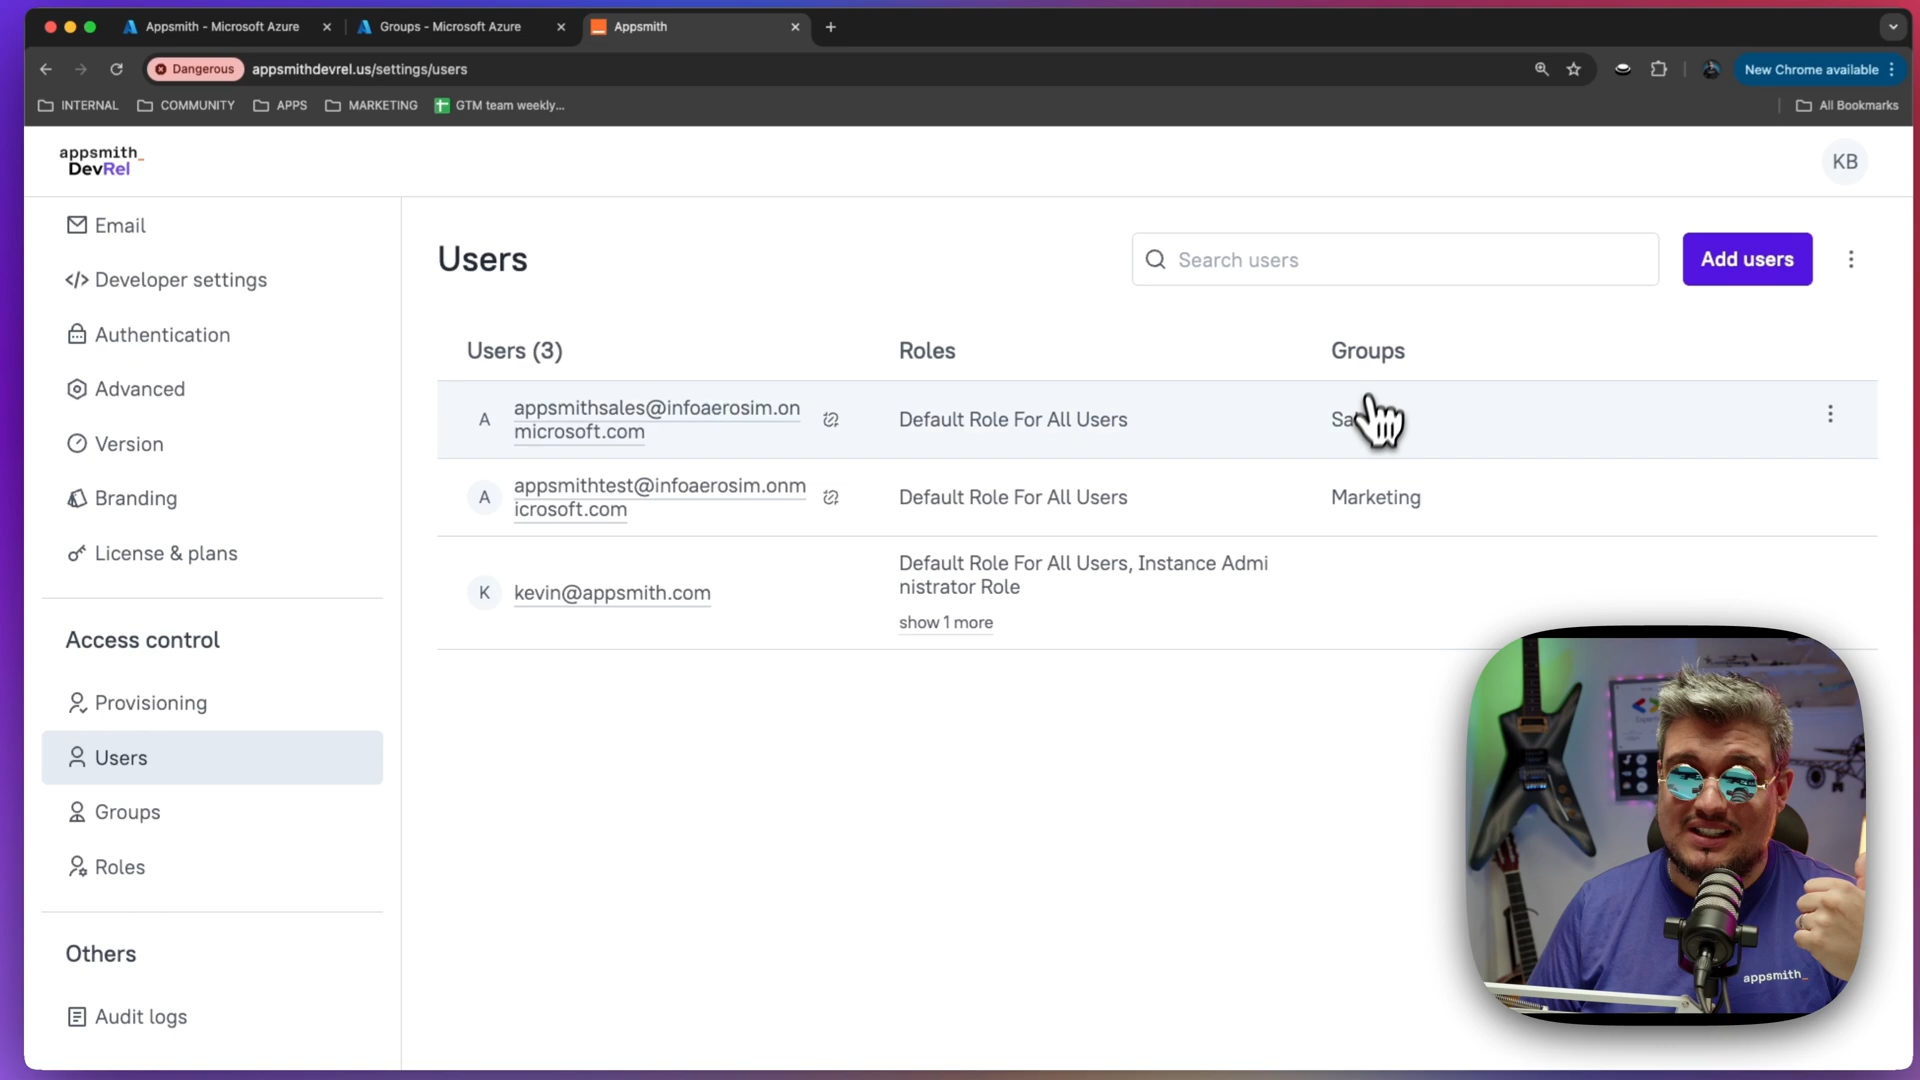 Appsmith - Microsoft Azure
Groups - Microsoft Azure
Appsmith
Dangerous
appsmithdevrel.us/settings/users
New Chrome available
INTERNAL
COMMUNITY
APPS
MARKETING
GTM team weekly...
All Bookmarks
appsmith_
DevRel
KB
Email
Developer settings
Authentication
Advanced
Version
Branding
License & plans
Access control
Provisioning
Users
Groups
Roles
Others
Audit logs
Users
Search users
Add users
Users (3)
Roles
Groups
A
appsmithsales@infoaerosim.on
microsoft.com
Default Role For All Users
A
appsmithtest@infoaerosim.onm
icrosoft.com
Default Role For All Users
Marketing
K
kevin@appsmith.com
Default Role For All Users, Instance Admi
nistrator Role
show 1 more
appsmith_